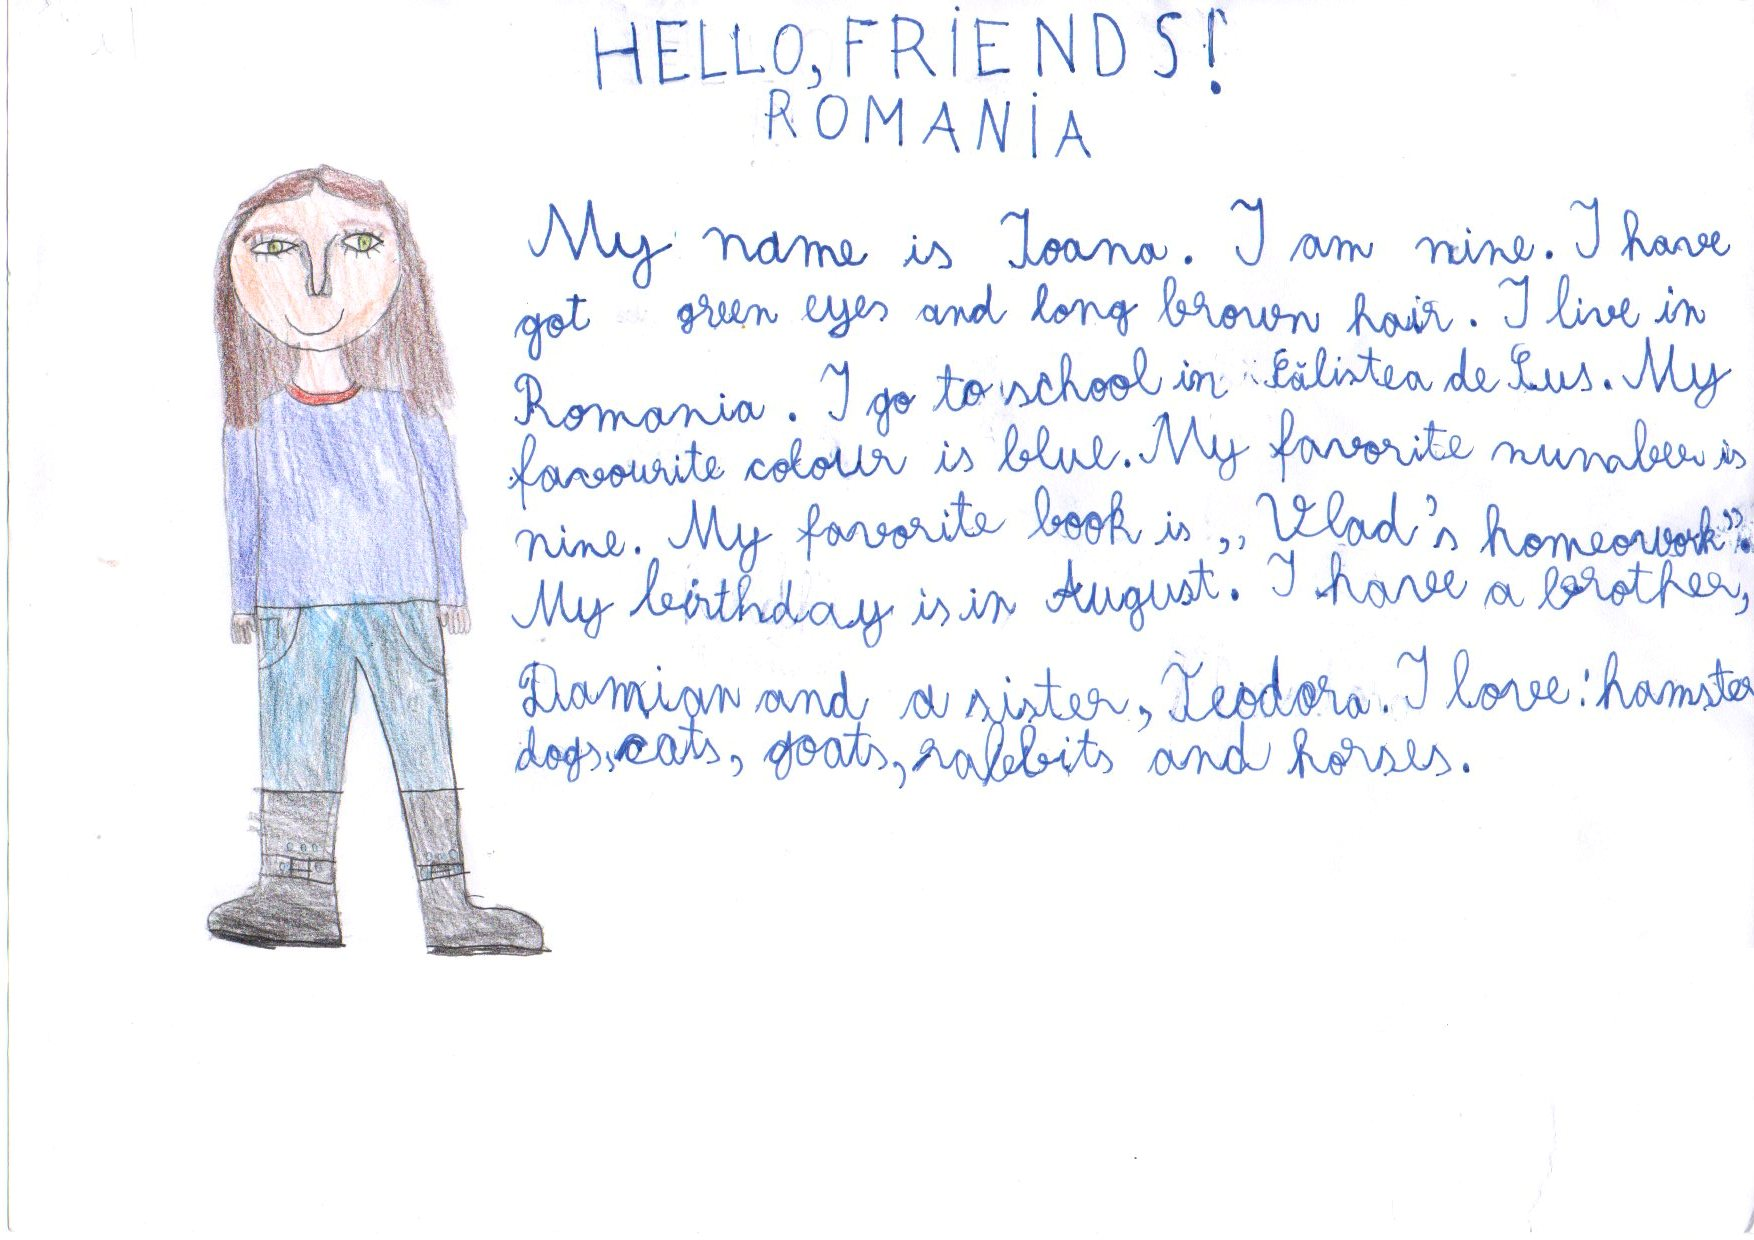 HELLO, FRIENDS!
ROMANIA
My name is Ioana. I am nine. I have
got green eyes and long brown hair. I live in
Romania. I go to school in Săliștea de Sus. My
favourite colour is blue. My favorite number is
nine. My favorite book is „Vlad's homeowork”.
My birthday is in August. I have a brother,
Damian and a sister, Teodora. I love: hamster
dogs, cats, goats, rabbits and horses.